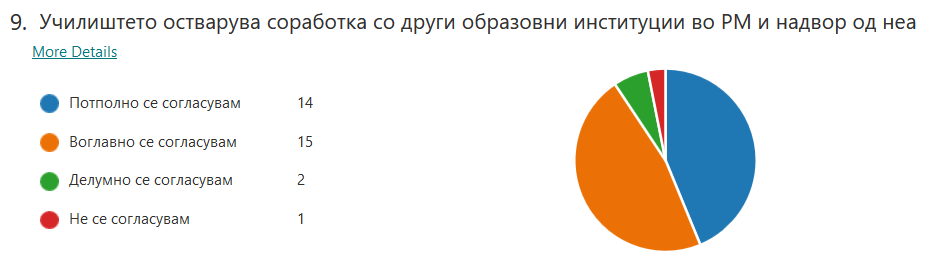 9. Училиштето остварува соработка со други образовни институции во РМ и надвор од неа
More Details
Потполно се согласувам 14
Воглавно се согласувам 15
Делумно се согласувам 2
Не се согласувам 1